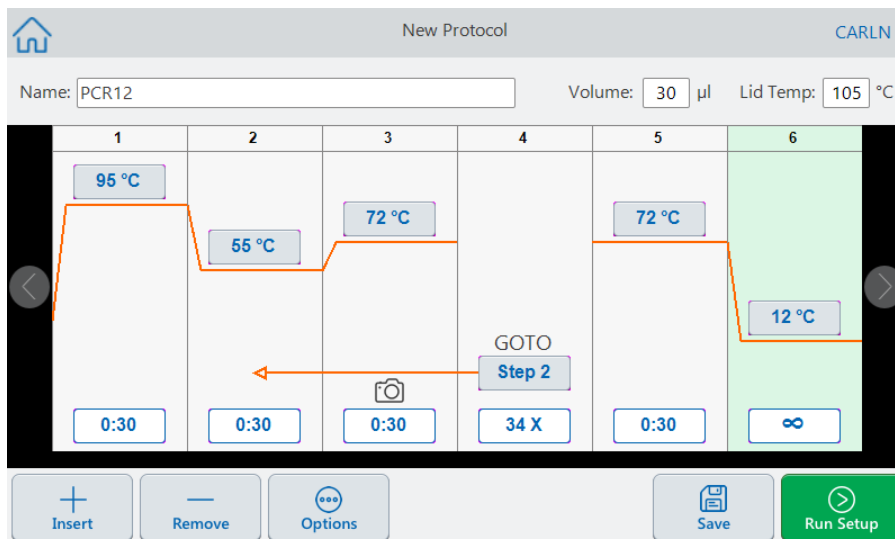 New Protocol
CARLN
Name: PCR12
Volume: 30 µl
Lid Temp: 105 °C
1 2 3 4 5 6
95 °C
55 °C
72 °C
72 °C
12 °C
GOTO
Step 2
0:30 0:30 0:30 34 X 0:30 ∞
Insert Remove Options Save Run Setup